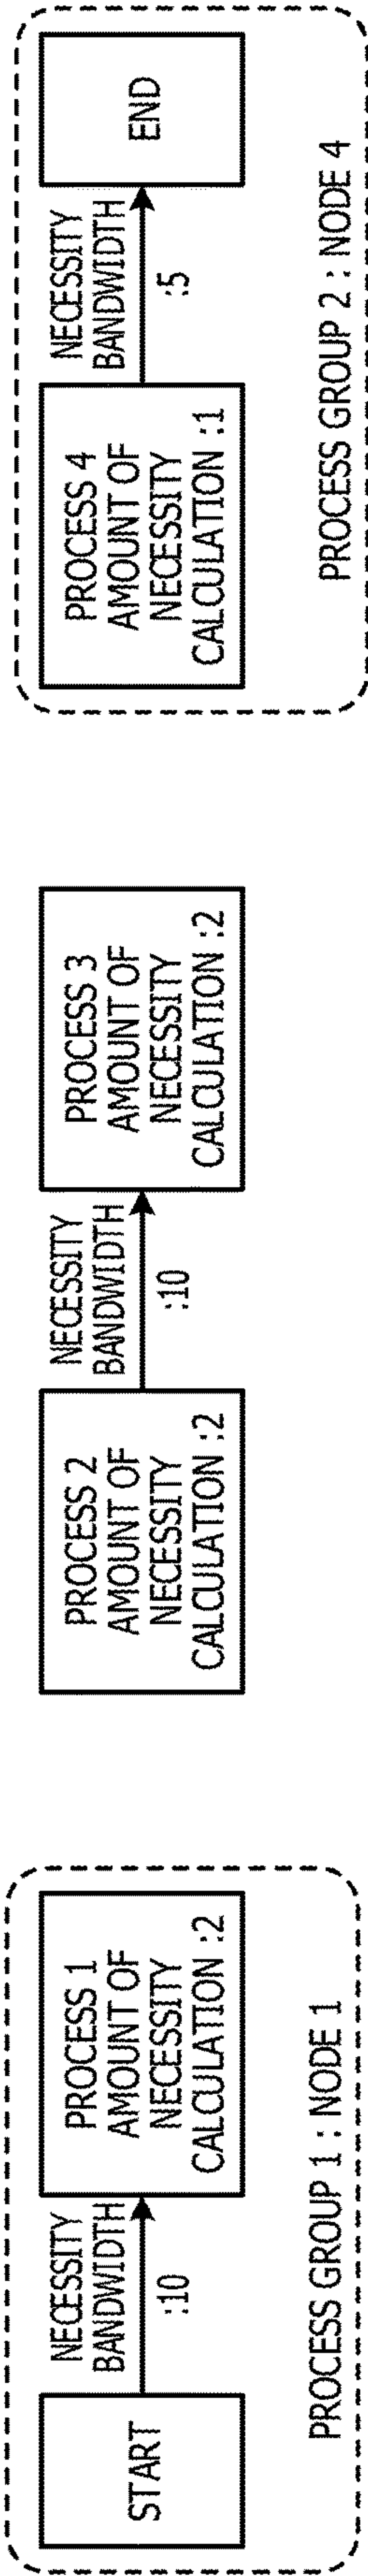 START
NECESSITY
BANDWIDTH
:10
PROCESS 1
AMOUNT OF
NECESSITY
CALCULATION :2
PROCESS GROUP 1 : NODE 1
PROCESS 2
AMOUNT OF
NECESSITY
CALCULATION :2
NECESSITY
BANDWIDTH
:10
PROCESS 3
AMOUNT OF
NECESSITY
CALCULATION :2
PROCESS 4
AMOUNT OF
NECESSITY
CALCULATION :1
NECESSITY
BANDWIDTH
:5
END
PROCESS GROUP 2 : NODE 4